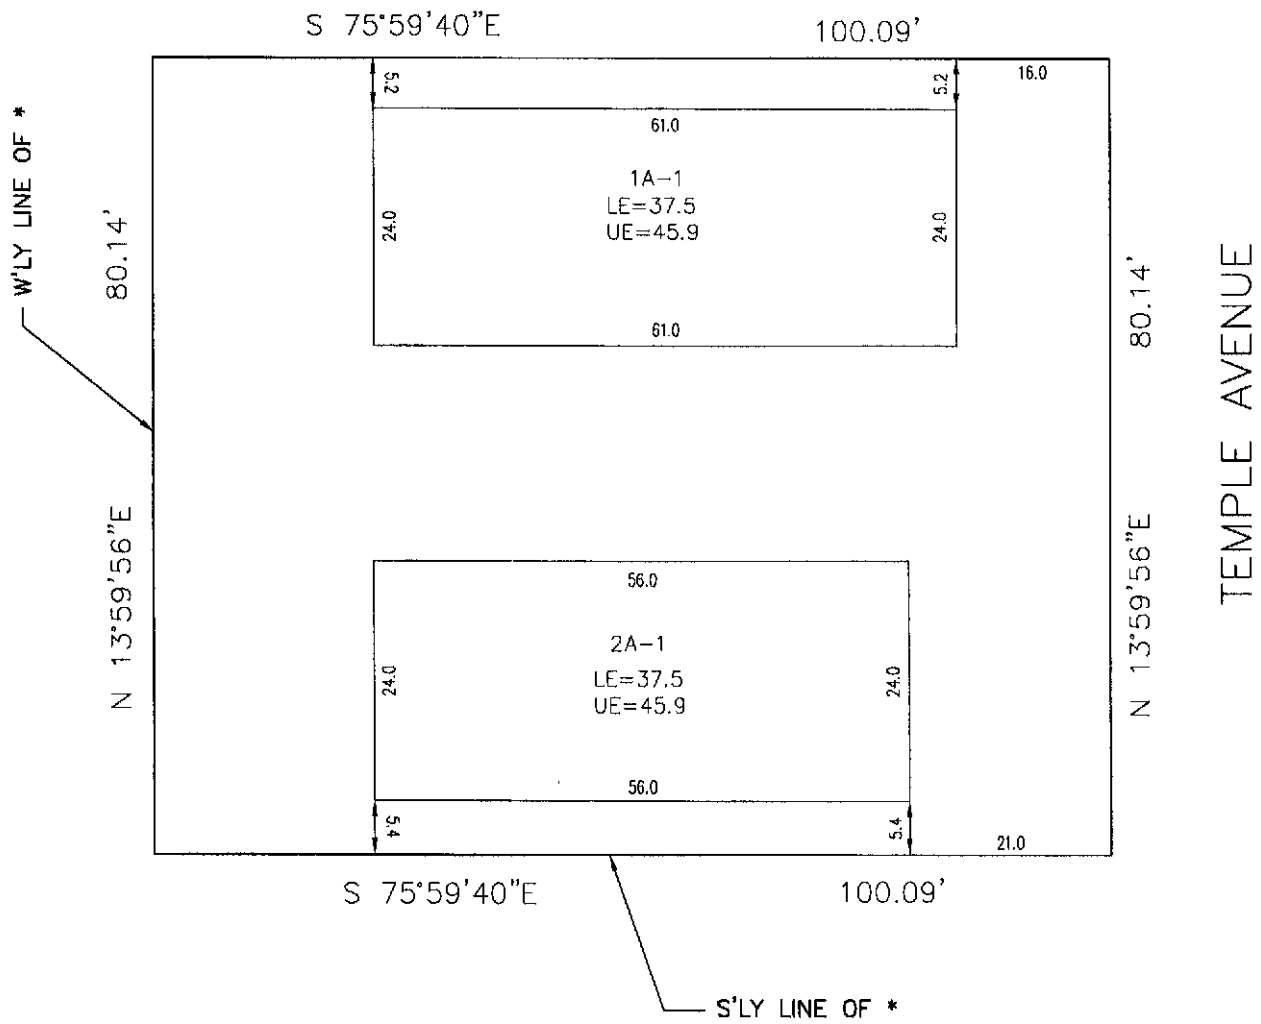 S 75°59'40"E 100.09'
5.2
5.2
16.0
61.0
1A-1
LE=37.5
UE=45.9
24.0
24.0
61.0
W'LY LINE OF *
80.14'
N 13°59'56"E
80.14'
N 13°59'56"E
TEMPLE AVENUE
56.0
2A-1
LE=37.5
UE=45.9
24.0
24.0
56.0
5.4
5.4
21.0
S 75°59'40"E 100.09'
S'LY LINE OF *